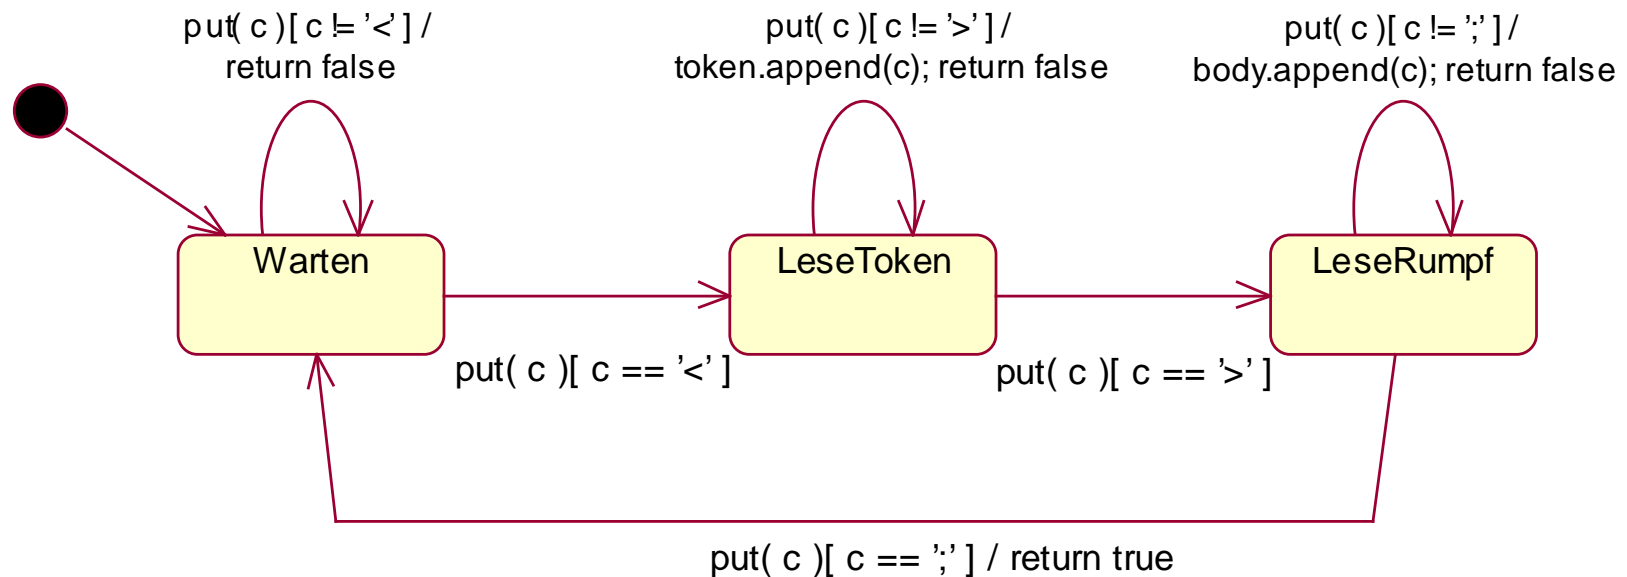 put( c )[ c != '<' ] /
return false
put( c )[ c != '>' ] /
token.append(c); return false
put( c )[ c != ';' ] /
body.append(c); return false
Warten
LeseToken
LeseRumpf
put( c )[ c == '<' ]
put( c )[ c == '>' ]
put( c )[ c == ';' ] / return true